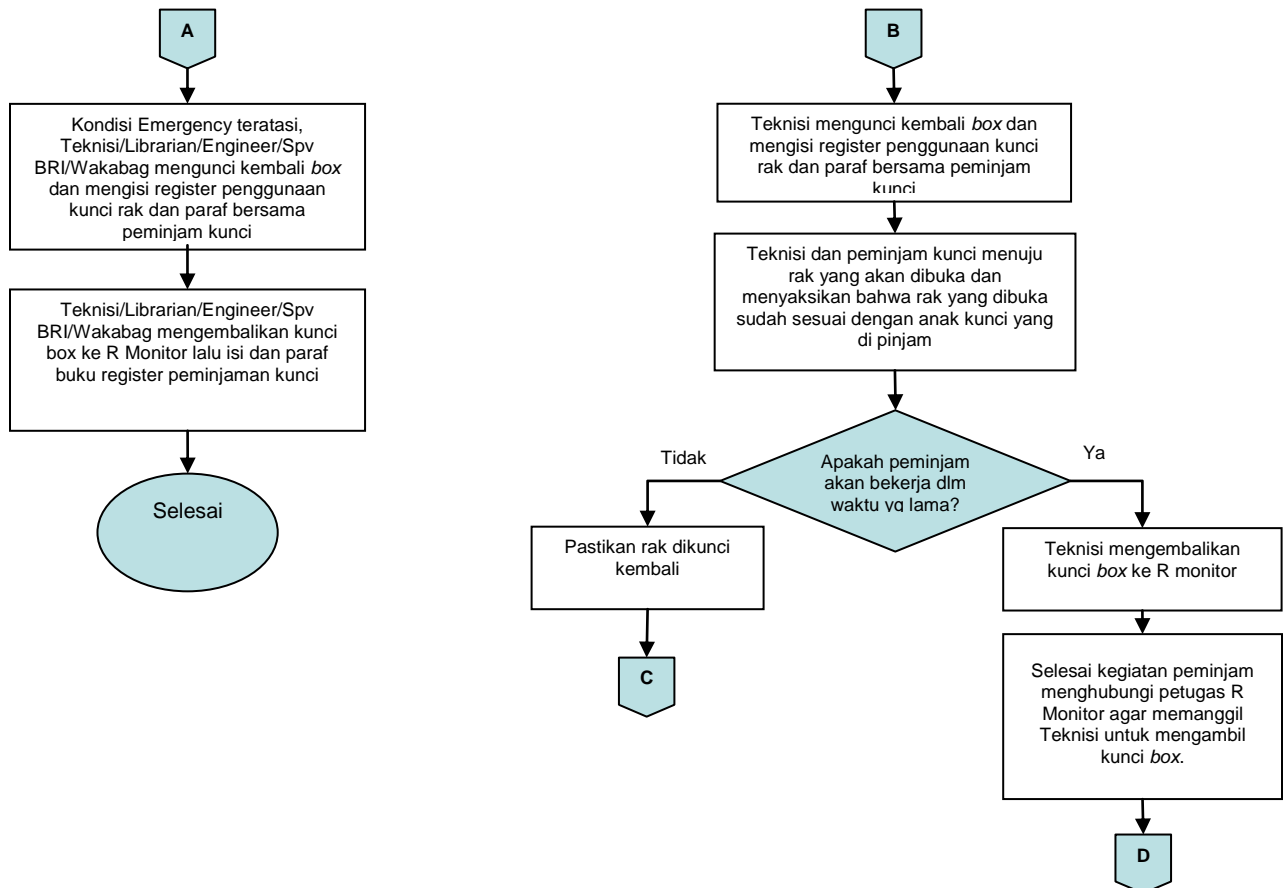 A
Kondisi Emergency teratasi,
Teknisi/Librarian/Engineer/Spv
BRI/Wakabag mengunci kembali box
dan mengisi register penggunaan
kunci rak dan paraf bersama
peminjam kunci
Teknisi/Librarian/Engineer/Spv
BRI/Wakabag mengembalikan kunci
box ke R Monitor lalu isi dan paraf
buku register peminjaman kunci
Selesai
B
Teknisi mengunci kembali box dan
mengisi register penggunaan kunci
rak dan paraf bersama peminjam
kunci
Teknisi dan peminjam kunci menuju
rak yang akan dibuka dan
menyaksikan bahwa rak yang dibuka
sudah sesuai dengan anak kunci yang
di pinjam
Apakah peminjam
akan bekerja dlm
waktu yg lama?
Tidak
Ya
Pastikan rak dikunci
kembali
C
Teknisi mengembalikan
kunci box ke R monitor
Selesai kegiatan peminjam
menghubungi petugas R
Monitor agar memanggil
Teknisi untuk mengambil
kunci box.
D